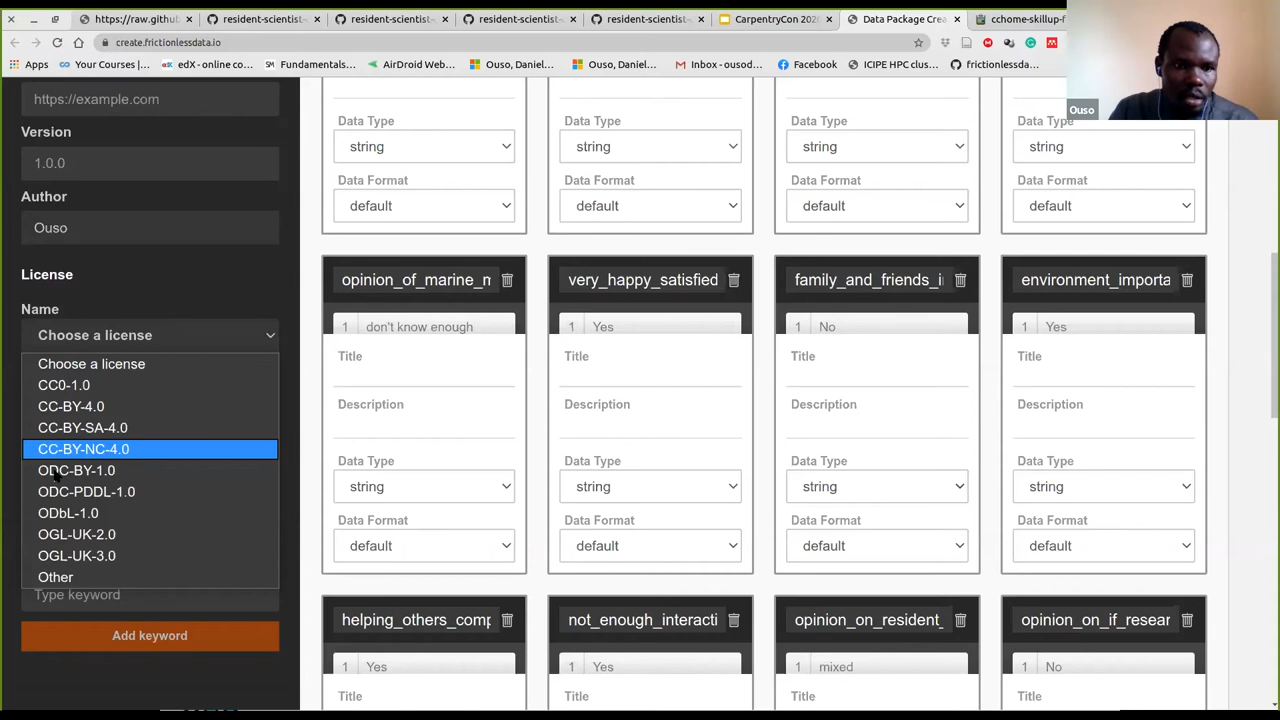 https://raw.github
resident-scientist-
resident-scientist-
resident-scientist-
resident-scientist-
CarpentryCon 202
Data Package Crea
cchome-skillup-f
create.frictionlessdata.io
Apps
Your Courses |...
edX - online co...
Fundamentals...
AirDroid Web...
Ouso, Daniel...
Ouso, Daniel...
Inbox - ousod...
Facebook
ICIPE HPC clus...
frictionlessda...
Ouso
https://example.com
Version
1.0.0
Author
Ouso
License
Name
Choose a license
Choose a license
CC0-1.0
CC-BY-4.0
CC-BY-SA-4.0
CC-BY-NC-4.0
ODC-BY-1.0
ODC-PDDL-1.0
ODbL-1.0
OGL-UK-2.0
OGL-UK-3.0
Other
Type keyword
Add keyword
Data Type Data Type Data Type Data Type
string string string string
Data Format Data Format Data Format Data Format
default default default default
opinion_of_marine_n very_happy_satisfied family_and_friends_i environment_importa
1 don't know enough 1 Yes 1 No 1 Yes
Title Title Title Title
Description Description Description Description
Data Type Data Type Data Type Data Type
string string string string
Data Format Data Format Data Format Data Format
default default default default
helping_others_comp not_enough_interacti opinion_on_resident_ opinion_on_if_resear
1 Yes 1 Yes 1 mixed 1 No
Title Title Title Title